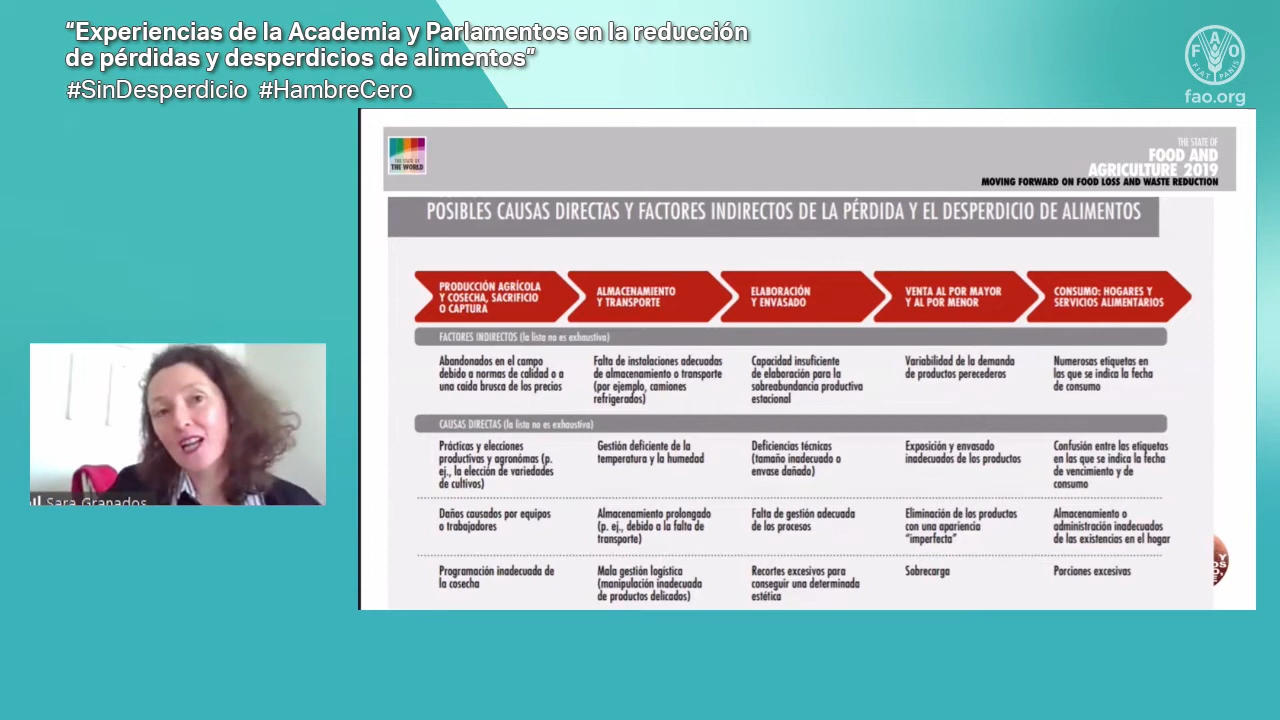 “Experiencias de la Academia y Parlamentos en la reducción
de pérdidas y desperdicios de alimentos”
#SinDesperdicio #HambreCero
F A O
FIAT PANIS
fao.org
THE STATE OF
THE WORLD
THE STATE OF
FOOD AND
AGRICULTURE 2019
MOVING FORWARD ON FOOD LOSS AND WASTE REDUCTION
POSIBLES CAUSAS DIRECTAS Y FACTORES INDIRECTOS DE LA PÉRDIDA Y EL DESPERDICIO DE ALIMENTOS
PRODUCCIÓN AGRÍCOLA
Y COSECHA, SACRIFICIO
O CAPTURA
ALMACENAMIENTO
Y TRANSPORTE
ELABORACIÓN
Y ENVASADO
VENTA AL POR MAYOR
Y AL POR MENOR
CONSUMO: HOGARES Y
SERVICIOS ALIMENTARIOS
FACTORES INDIRECTOS (la lista no es exhaustiva)
Abandonados en el campo
debido a normas de calidad o a
una caída brusca de los precios
Falta de instalaciones adecuadas
de almacenamiento o transporte
(por ejemplo, camiones
refrigerados)
Capacidad insuficiente
de elaboración para la
sobreabundancia productiva
estacional
Variabilidad de la demanda
de productos perecederos
Numerosas etiquetas en
las que se indica la fecha
de consumo
CAUSAS DIRECTAS (la lista no es exhaustiva)
Prácticas y elecciones
productivas y agronómas (p.
ej., la elección de variedades
de cultivos)
Gestión deficiente de la
temperatura y la humedad
Deficiencias técnicas
(tamaño inadecuado o
envase dañado)
Exposición y envasado
inadecuados de los productos
Confusión entre las etiquetas
en las que se indica la fecha
de vencimiento y de
consumo
Daños causados por equipos
o trabajadores
Almacenamiento prolongado
(p. ej., debido a la falta de
transporte)
Falta de gestión adecuada
de los procesos
Eliminación de los productos
con una apariencia
“imperfecta”
Almacenamiento o
administración inadecuados
de las existencias en el hogar
Programación inadecuada de
la cosecha
Mala gestión logística
(manipulación inadecuada
de productos delicados)
Recortes excesivos para
conseguir una determinada
estética
Sobrecarga
Porciones excesivas
Sara Granados